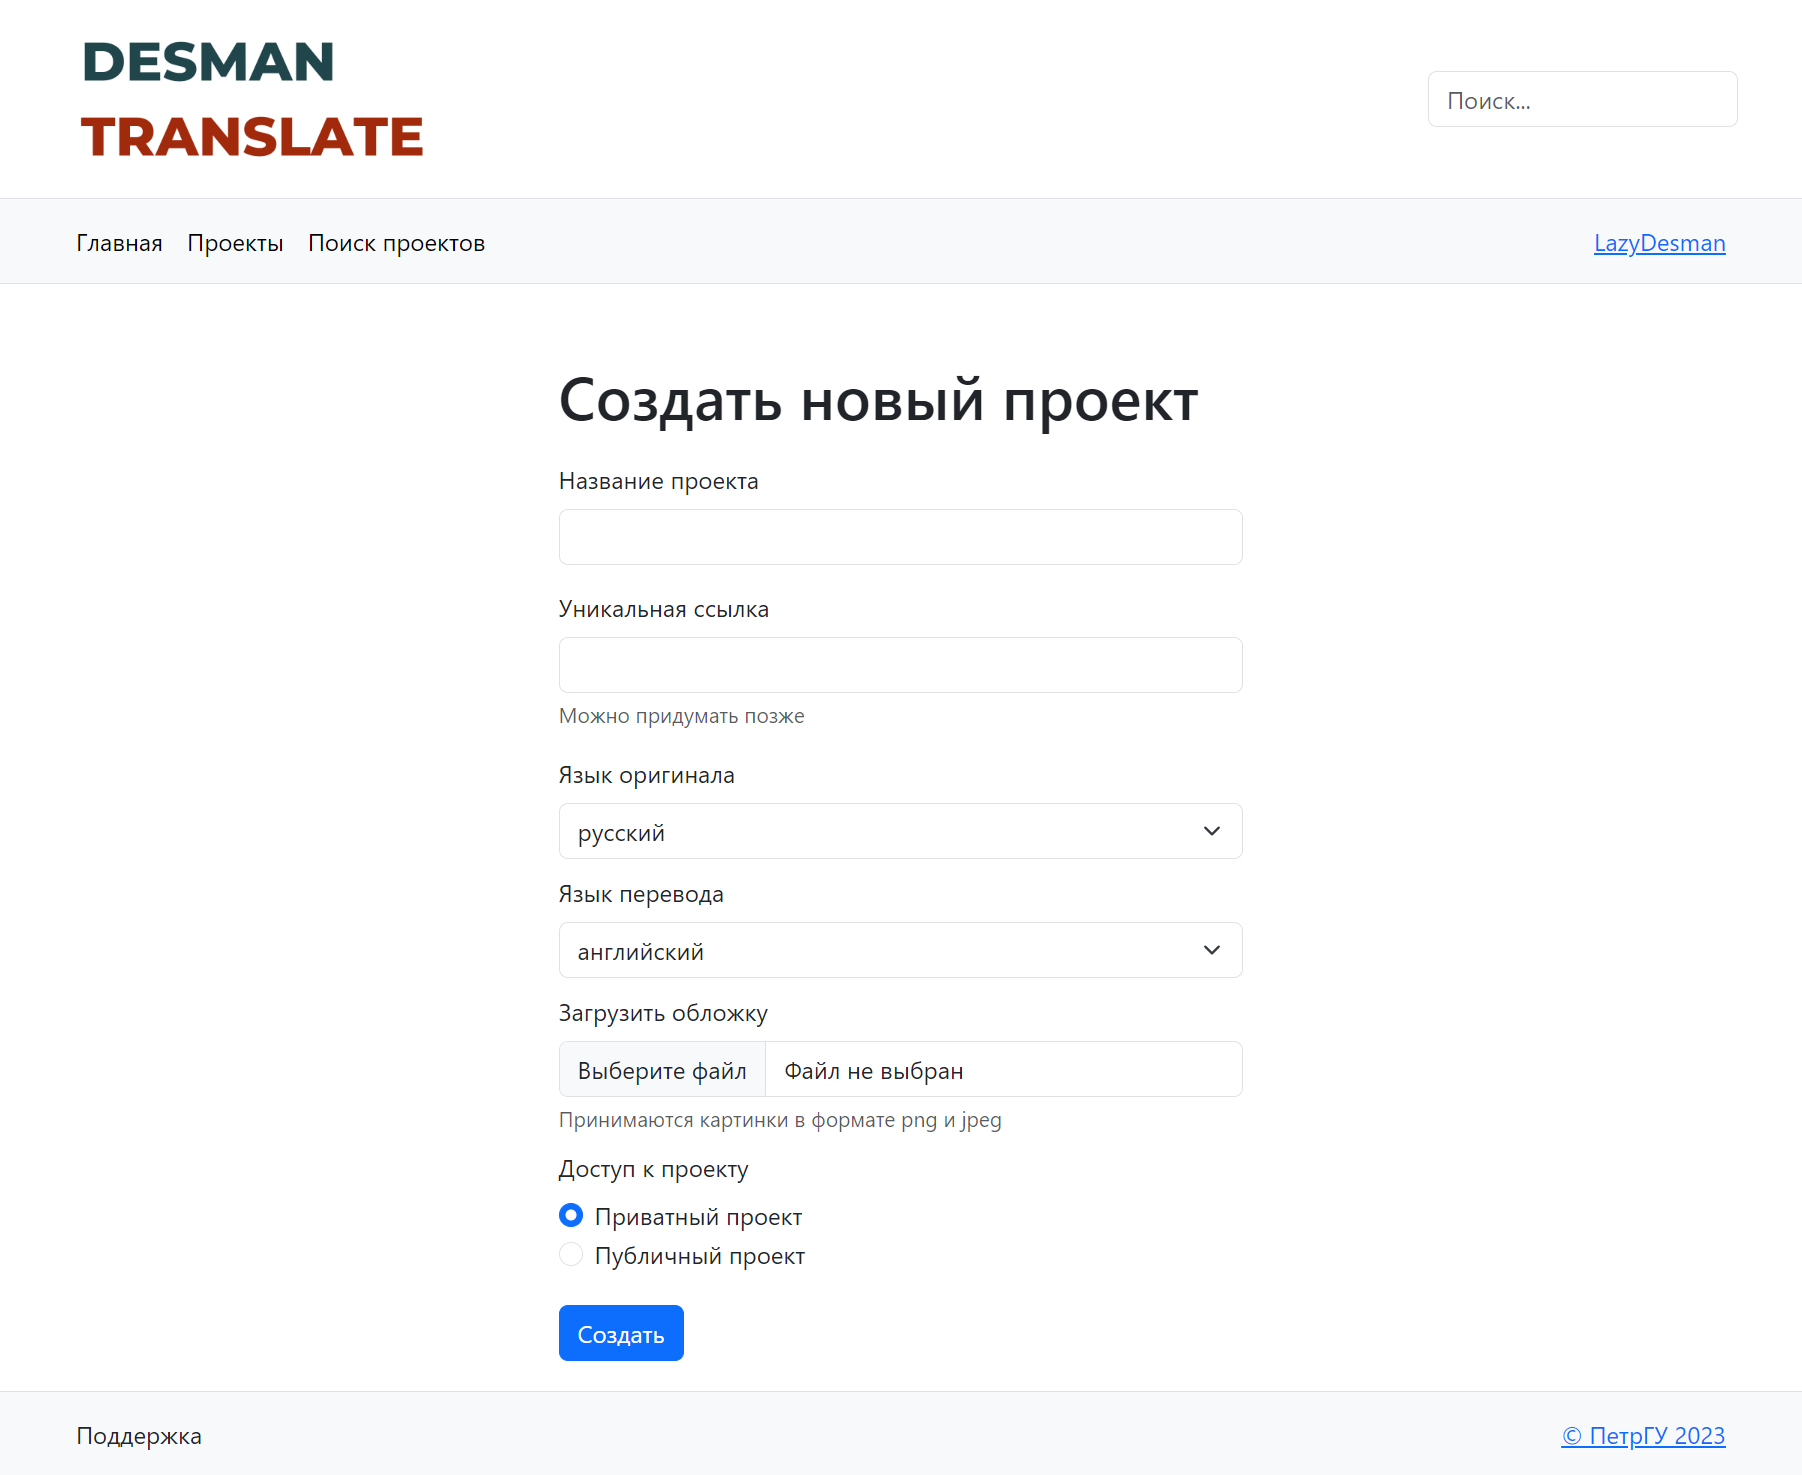 DESMAN
TRANSLATE
Поиск...
Главная Проекты Поиск проектов LazyDesman
Создать новый проект
Название проекта
Уникальная ссылка
Можно придумать позже
Язык оригинала
русский
Язык перевода
английский
Загрузить обложку
Выберите файл Файл не выбран
Принимаются картинки в формате png и jpeg
Доступ к проекту
Приватный проект
Публичный проект
Создать
Поддержка © ПетрГУ 2023